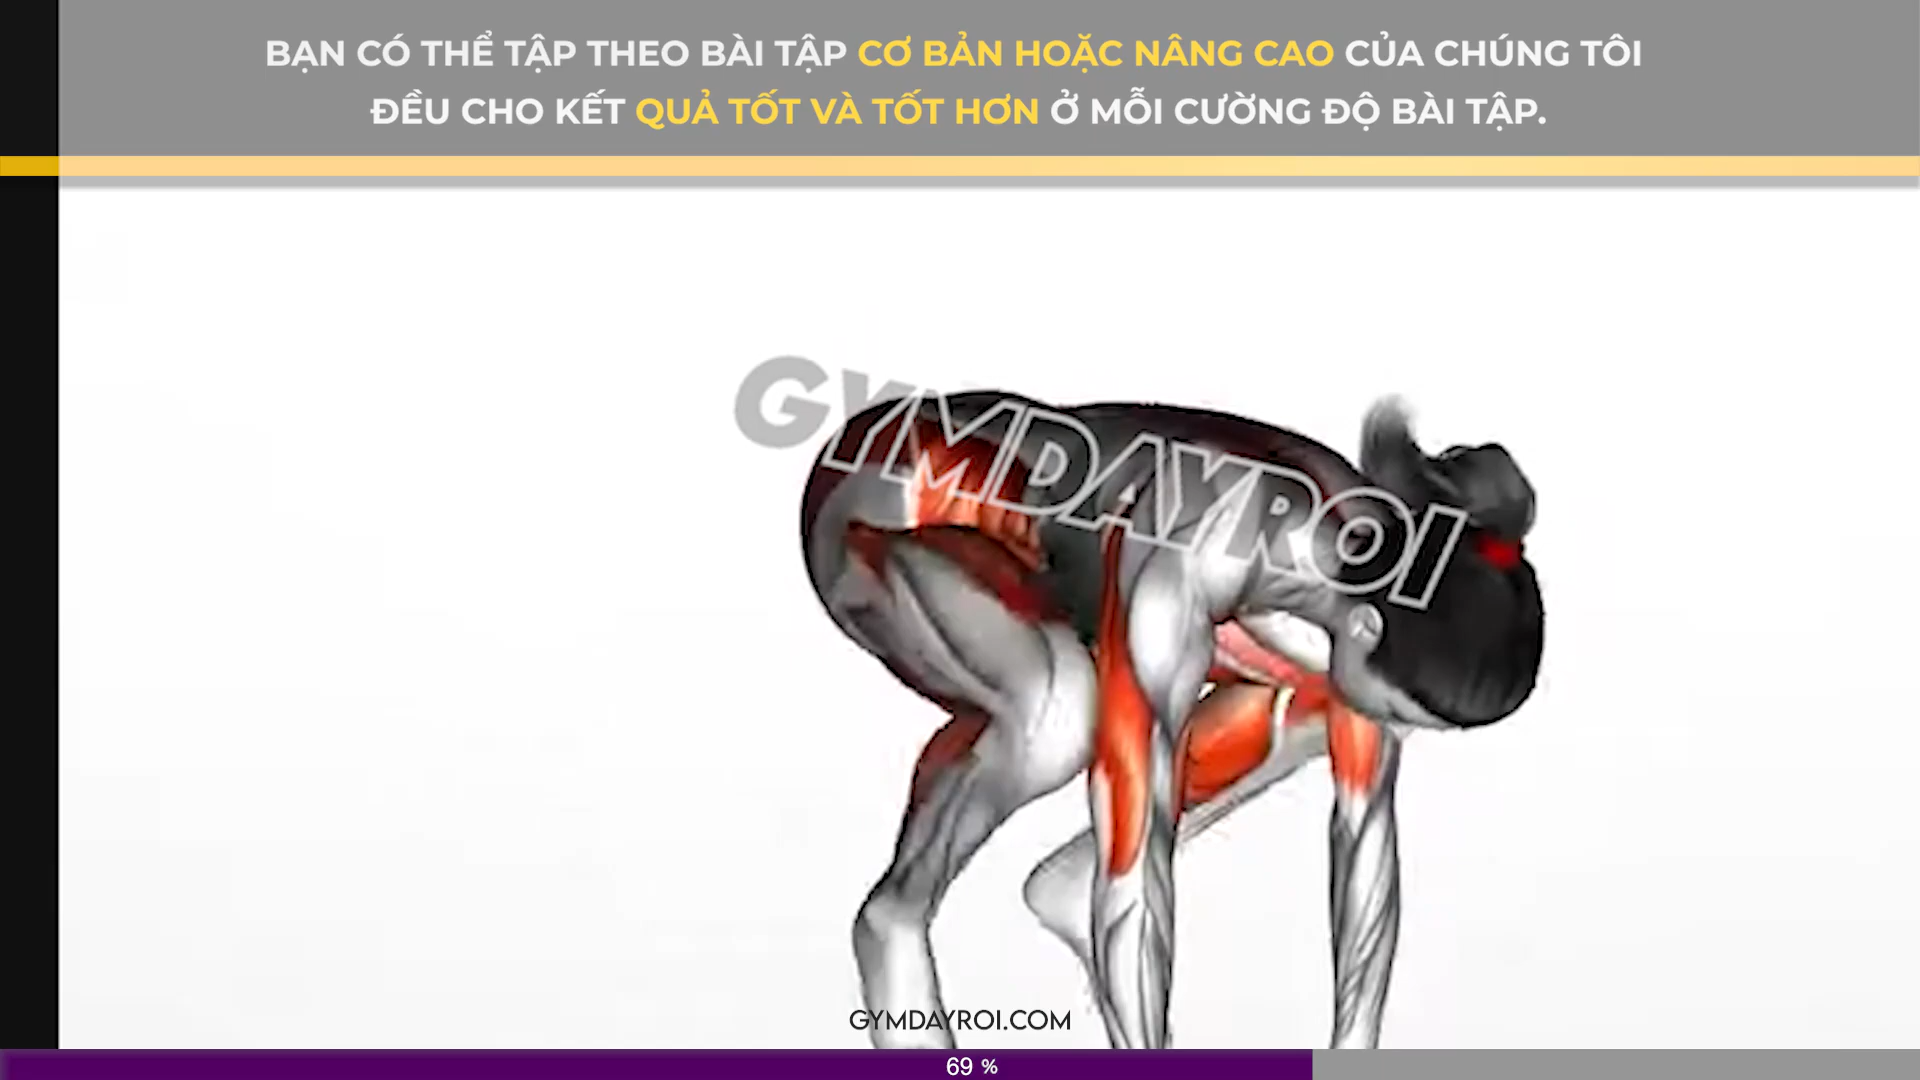 BẠN CÓ THỂ TẬP THEO BÀI TẬP CƠ BẢN HOẶC NÂNG CAO CỦA CHÚNG TÔI
ĐỀU CHO KẾT QUẢ TỐT VÀ TỐT HƠN Ở MỖI CƯỜNG ĐỘ BÀI TẬP.
GYMDAYROI
GYMDAYROI.COM
69 %